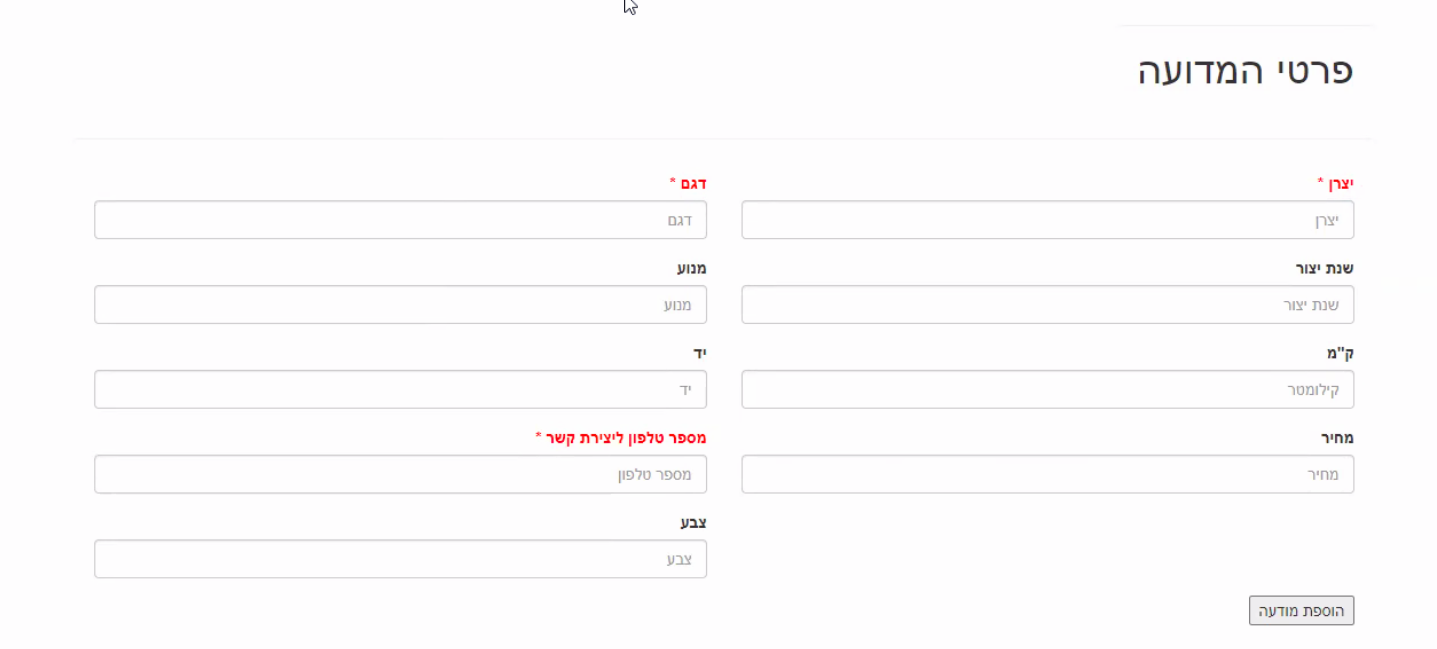 פרטי המדועה
יצרן *
דגם *
יצרן
דגם
שנת יצור
מנוע
שנת יצור
מנוע
ק"מ
יד
קילומטר
יד
מחיר
מספר טלפון ליצירת קשר *
מחיר
מספר טלפון
צבע
צבע
הוספת מודעה